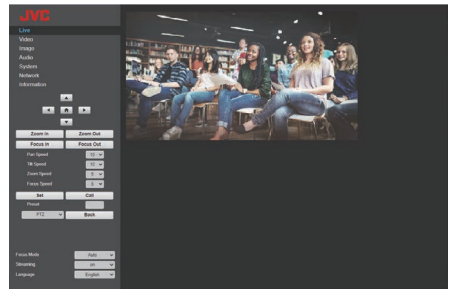 JVC
Live
Video
Image
Audio
System
Network
Information
Zoom In Zoom Out
Focus In Focus Out
Pan Speed
Tilt Speed
Zoom Speed
Focus Speed
Set Call
Preset
PTZ Back
Focus Mode Auto
Streaming
Language English